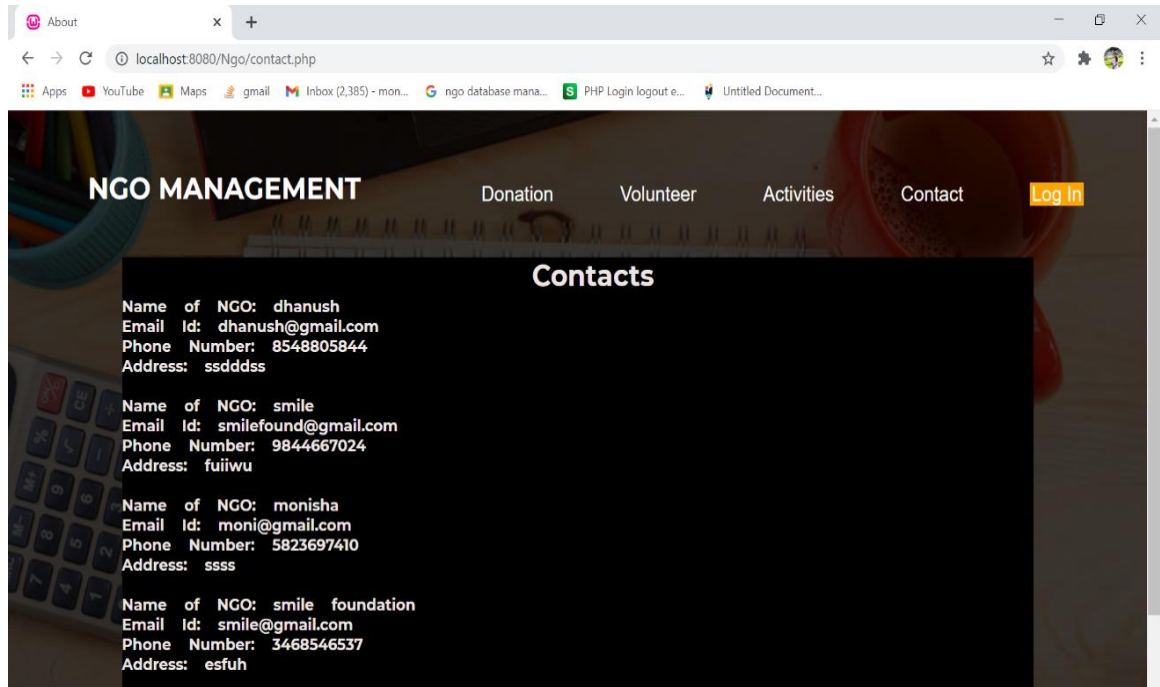 About
localhost:8080/Ngo/contact.php
Apps YouTube Maps gmail Inbox (2,385) - mon... ngo database mana... PHP Login logout e... Untitled Document...
NGO MANAGEMENT Donation Volunteer Activities Contact Log In
Contacts
Name of NGO: dhanush
Email Id: dhanush@gmail.com
Phone Number: 8548805844
Address: ssdddss
Name of NGO: smile
Email Id: smilefound@gmail.com
Phone Number: 9844667024
Address: fuiiwu
Name of NGO: monisha
Email Id: moni@gmail.com
Phone Number: 5823697410
Address: ssss
Name of NGO: smile foundation
Email Id: smile@gmail.com
Phone Number: 3468546537
Address: esfuh